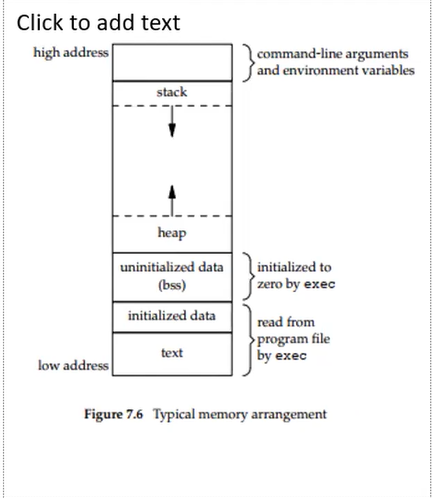 Click to add text
high address
command-line arguments
and environment variables
stack
heap
uninitialized data
(bss)
initialized to
zero by exec
initialized data
read from
program file
by exec
text
low address
Figure 7.6 Typical memory arrangement